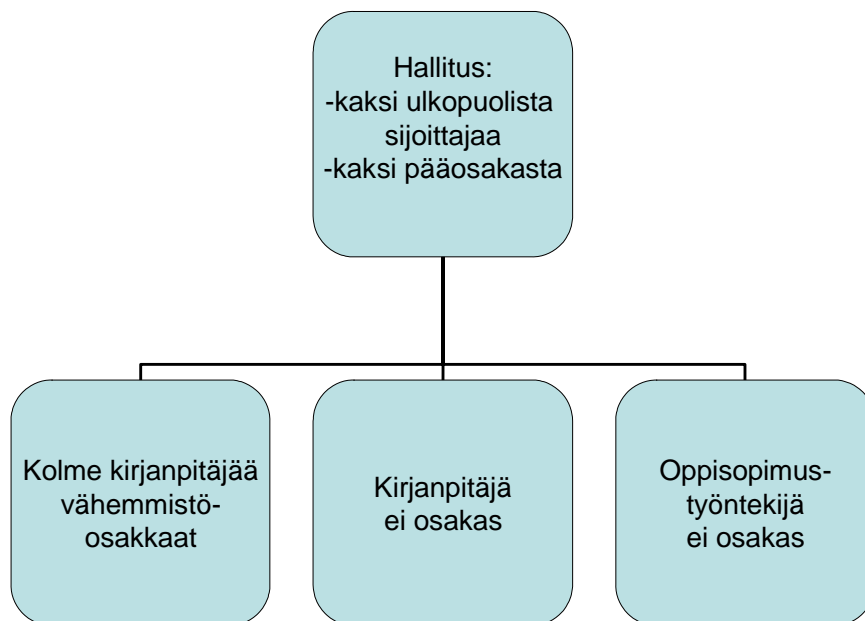 Hallitus:
-kaksi ulkopuolista
sijoittajaa
-kaksi pääosakasta
Kolme kirjanpitäjää
vähemmistö-
osakkaat
Kirjanpitäjä
ei osakas
Oppisopimus-
työntekijä
ei osakas